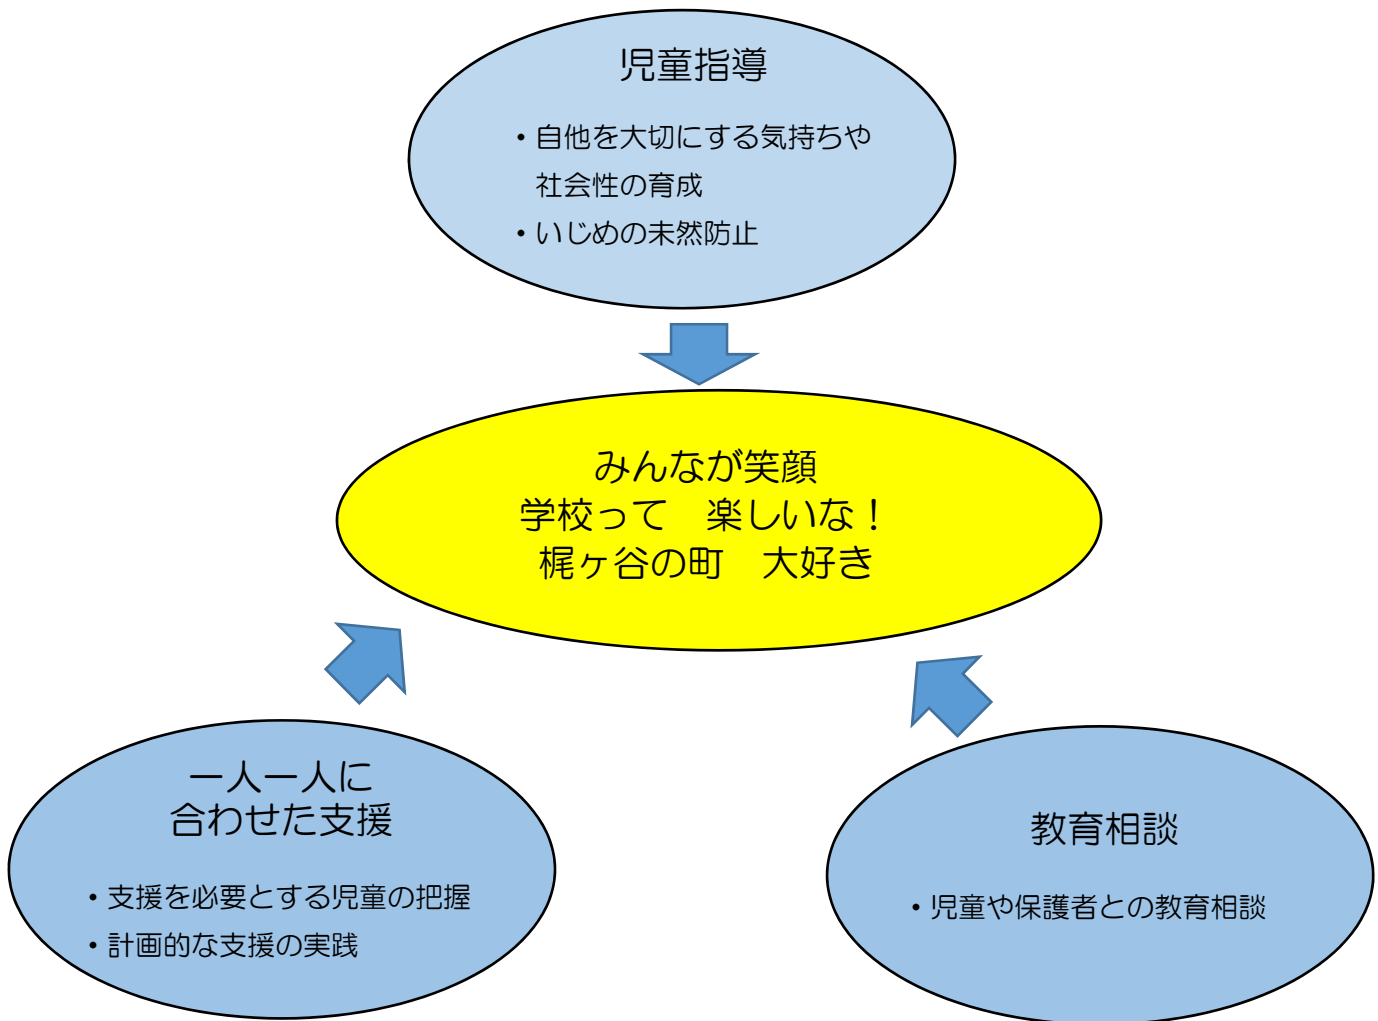 児童指導
・自他を大切にする気持ちや
社会性の育成
・いじめの未然防止
みんなが笑顔
学校って　楽しいな！
梶ヶ谷の町　大好き
一人一人に
合わせた支援
・支援を必要とする児童の把握
・計画的な支援の実践
教育相談
・児童や保護者との教育相談